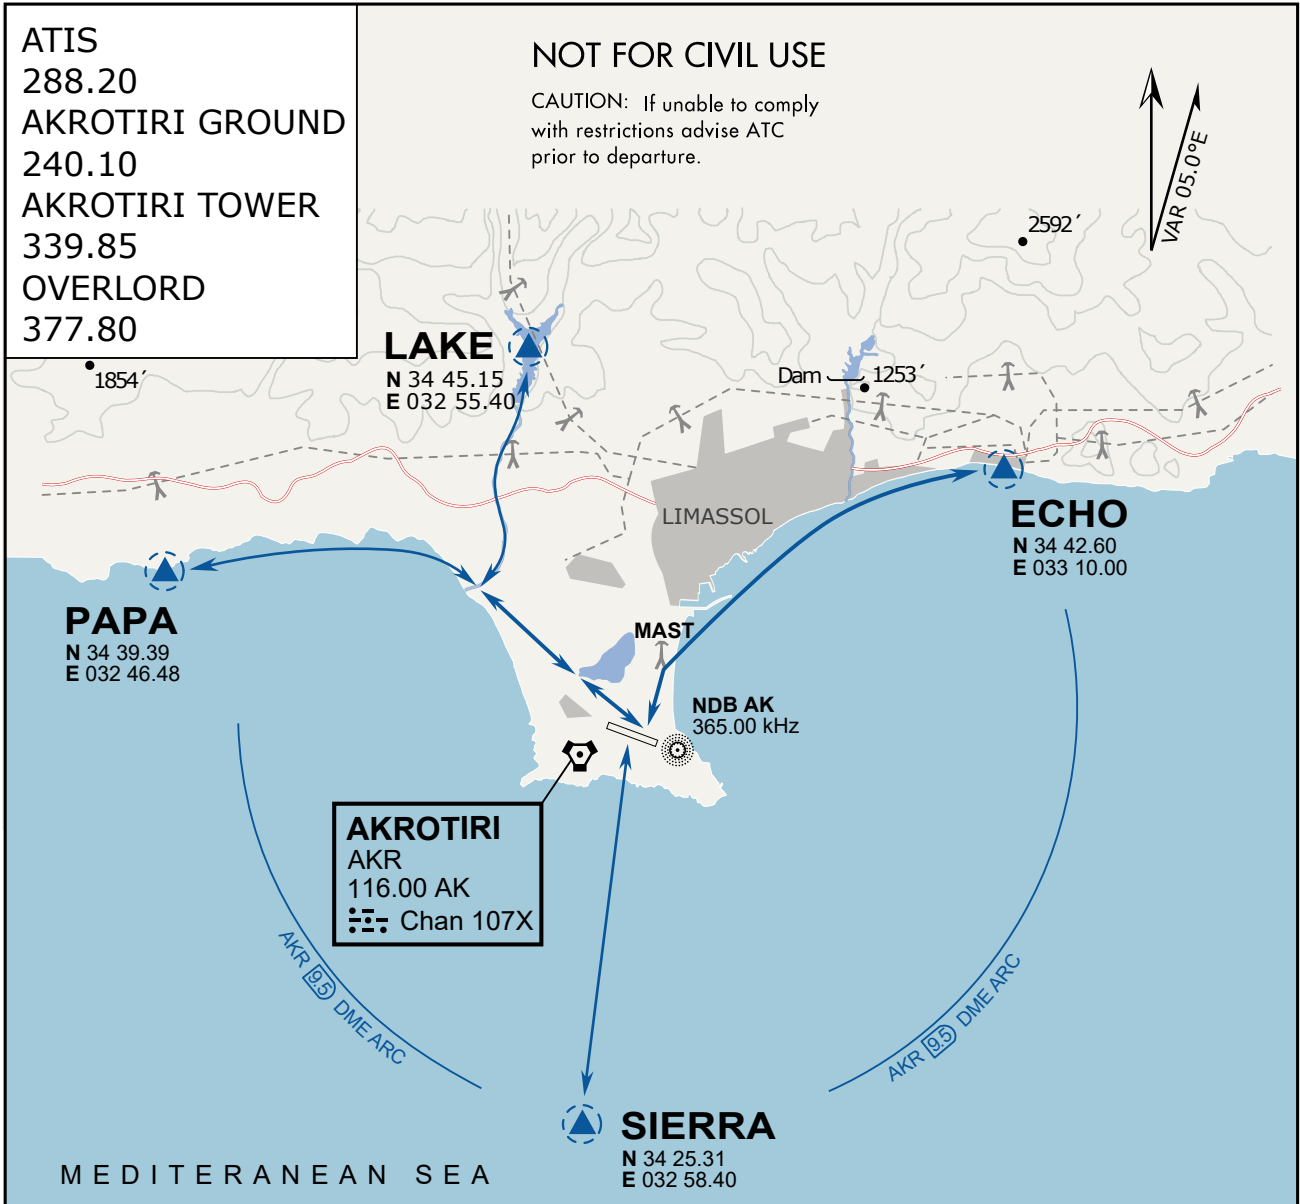 ATIS
288.20
AKROTIRI GROUND
240.10
AKROTIRI TOWER
339.85
OVERLORD
377.80
NOT FOR CIVIL USE
CAUTION: If unable to comply
with restrictions advise ATC
prior to departure.
VAR 05.0°E
2592´
1854´
LAKE
N 34 45.15
E 032 55.40
Dam
1253´
LIMASSOL
ECHO
N 34 42.60
E 033 10.00
PAPA
N 34 39.39
E 032 46.48
MAST
NDB AK
365.00 kHz
AKROTIRI
AKR
116.00 AK
Chan 107X
AKR 9.5 DME ARC
AKR 9.5 DME ARC
SIERRA
N 34 25.31
E 032 58.40
MEDITERANEAN SEA